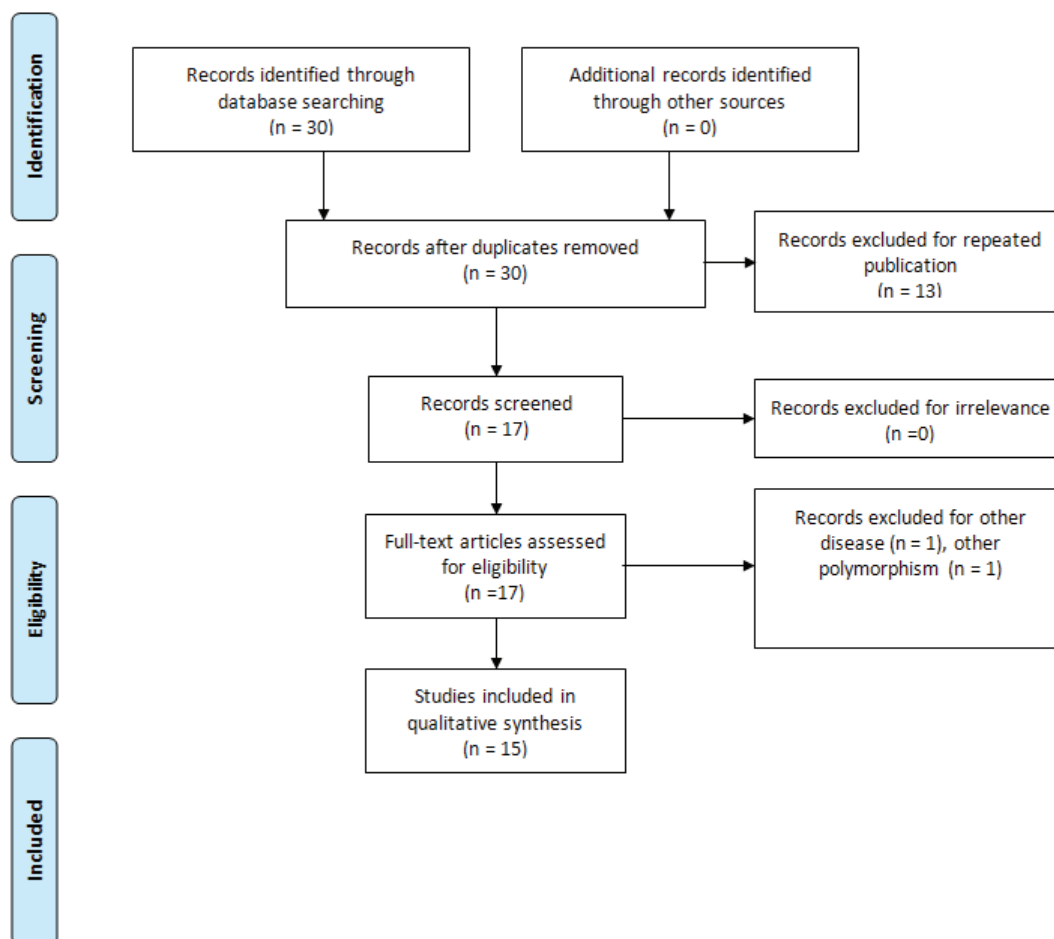 Identification
Records identified through
database searching
(n = 30)
Additional records identified
through other sources
(n = 0)
Records after duplicates removed
(n = 30)
Records excluded for repeated
publication
(n = 13)
Screening
Records screened
(n = 17)
Records excluded for irrelevance
(n =0)
Eligibility
Full-text articles assessed
for eligibility
(n =17)
Records excluded for other
disease (n = 1), other
polymorphism (n = 1)
Studies included in
qualitative synthesis
(n = 15)
Included